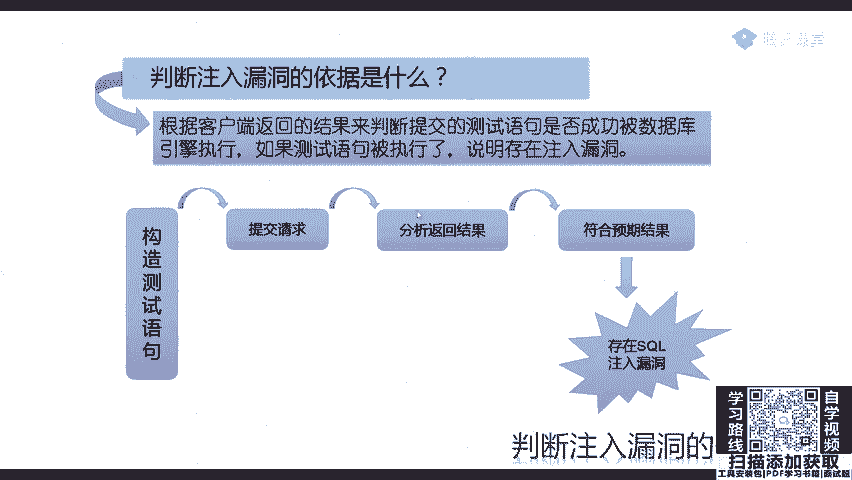 腾讯课堂
判断注入漏洞的依据是什么？
根据客户端返回的结果来判断提交的测试语句是否成功被数据库
引擎执行，如果测试语句被执行了，说明存在注入漏洞。
构造测试语句
提交请求
分析返回结果
符合预期结果
存在SQL
注入漏洞
判断注入漏洞的
学习路线
自学视频
扫描添加获取
工具安装包|PDF学习书籍|面试题